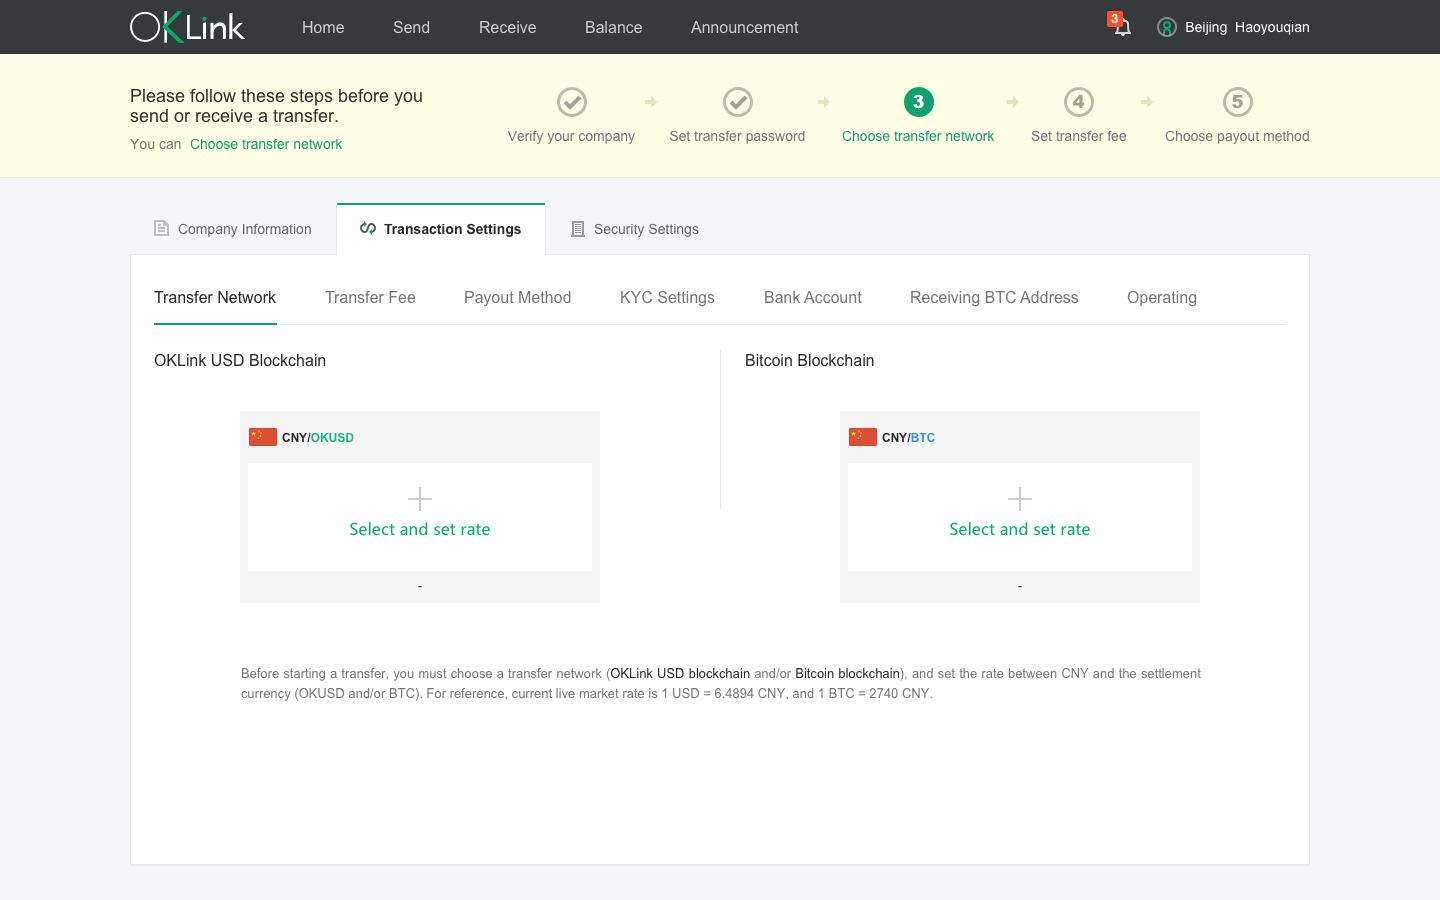 OKLink
Home
Send
Receive
Balance
Announcement
3
Beijing Haoyouqian
Please follow these steps before you
send or receive a transfer.
You can Choose transfer network
Verify your company
Set transfer password
3
Choose transfer network
4
Set transfer fee
5
Choose payout method
Company Information
Transaction Settings
Security Settings
Transfer Network
Transfer Fee
Payout Method
KYC Settings
Bank Account
Receiving BTC Address
Operating
OKLink USD Blockchain
CNY/OKUSD
Select and set rate
-
Bitcoin Blockchain
CNY/BTC
Select and set rate
-
Before starting a transfer, you must choose a transfer network (OKLink USD blockchain and/or Bitcoin blockchain), and set the rate between CNY and the settlement
currency (OKUSD and/or BTC). For reference, current live market rate is 1 USD = 6.4894 CNY, and 1 BTC = 2740 CNY.